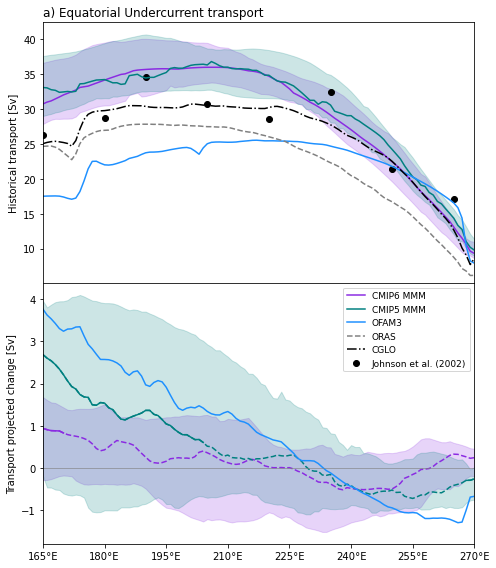 a) Equatorial Undercurrent transport
Historical transport [Sv]
40
35
30
25
20
15
10
Transport projected change [Sv]
4
3
2
1
0
−1
CMIP6 MMM
CMIP5 MMM
OFAM3
ORAS
CGLO
Johnson et al. (2002)
165°E
180°E
195°E
210°E
225°E
240°E
255°E
270°E